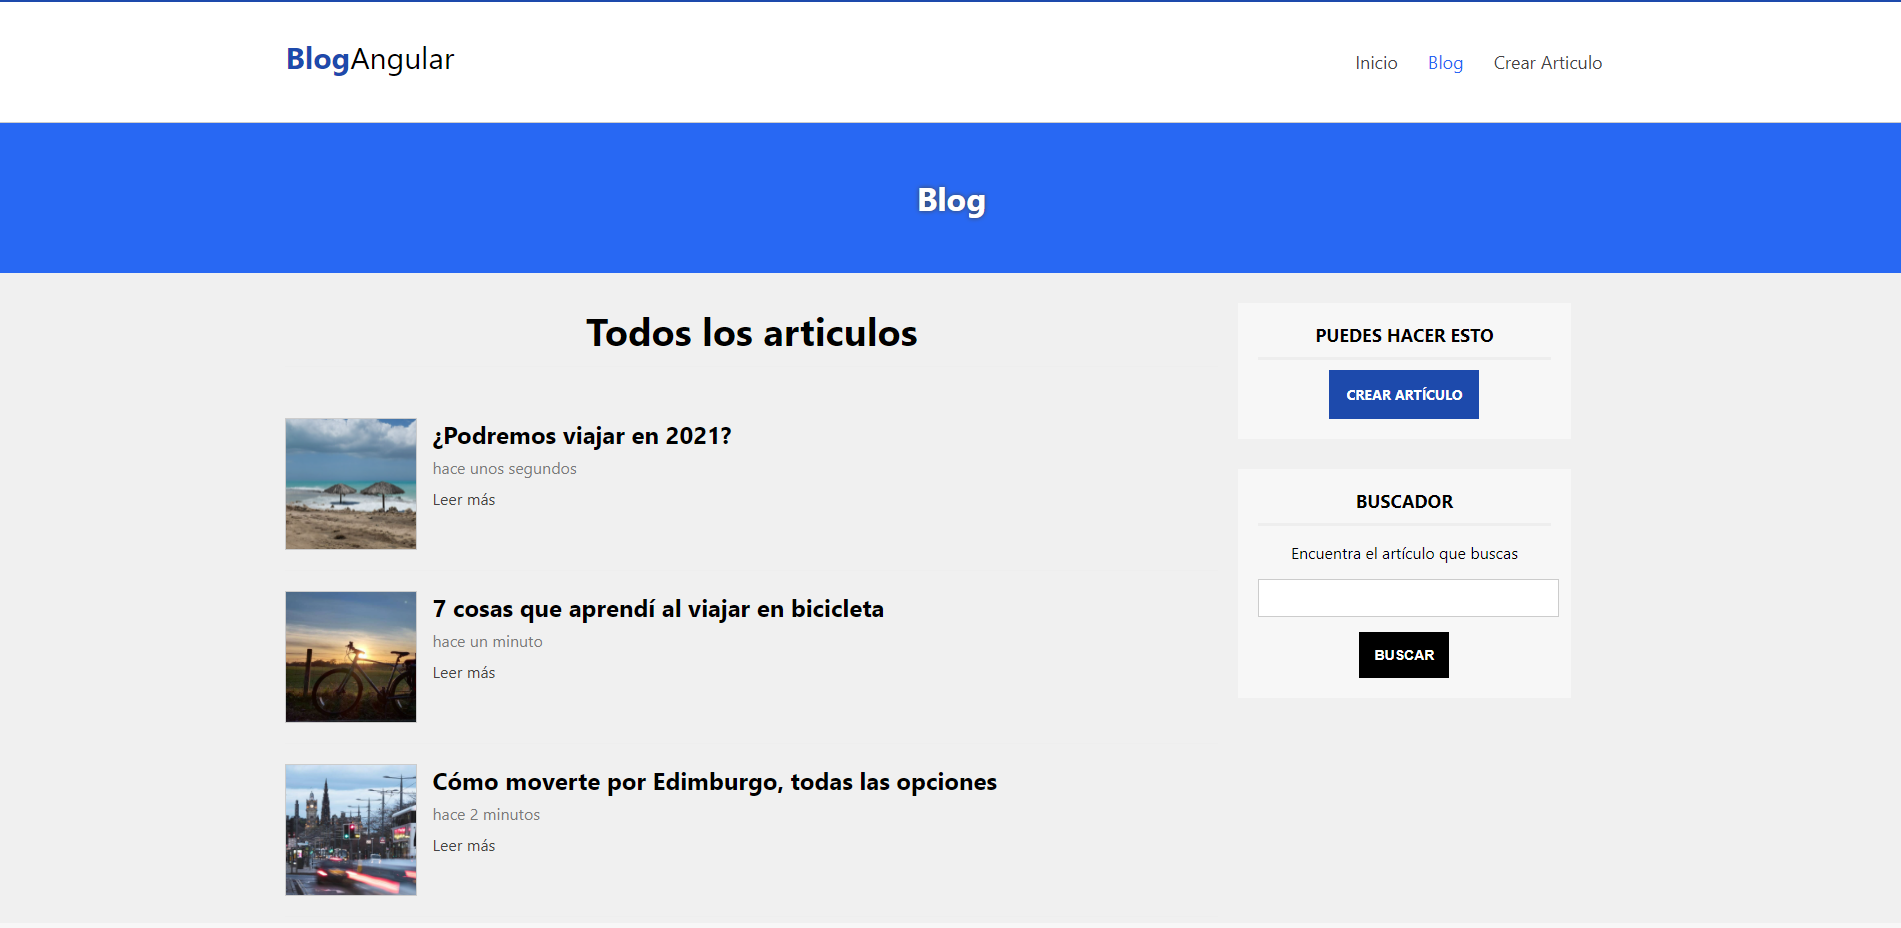 BlogAngular
Inicio Blog Crear Articulo
Blog
Todos los articulos
¿Podremos viajar en 2021?
hace unos segundos
Leer más
7 cosas que aprendí al viajar en bicicleta
hace un minuto
Leer más
Cómo moverte por Edimburgo, todas las opciones
hace 2 minutos
Leer más
PUEDES HACER ESTO
CREAR ARTÍCULO
BUSCADOR
Encuentra el artículo que buscas
BUSCAR